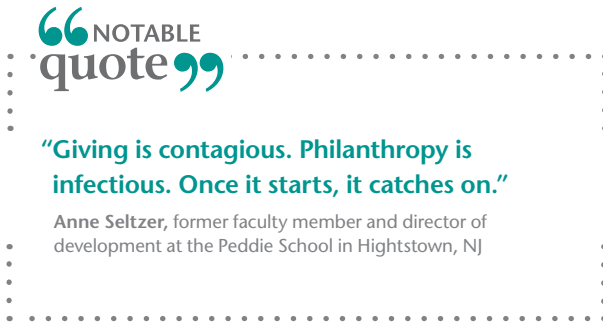 “NOTABLE
quote”
“Giving is contagious. Philanthropy is
infectious. Once it starts, it catches on.”
Anne Seltzer, former faculty member and director of
development at the Peddie School in Hightstown, NJ